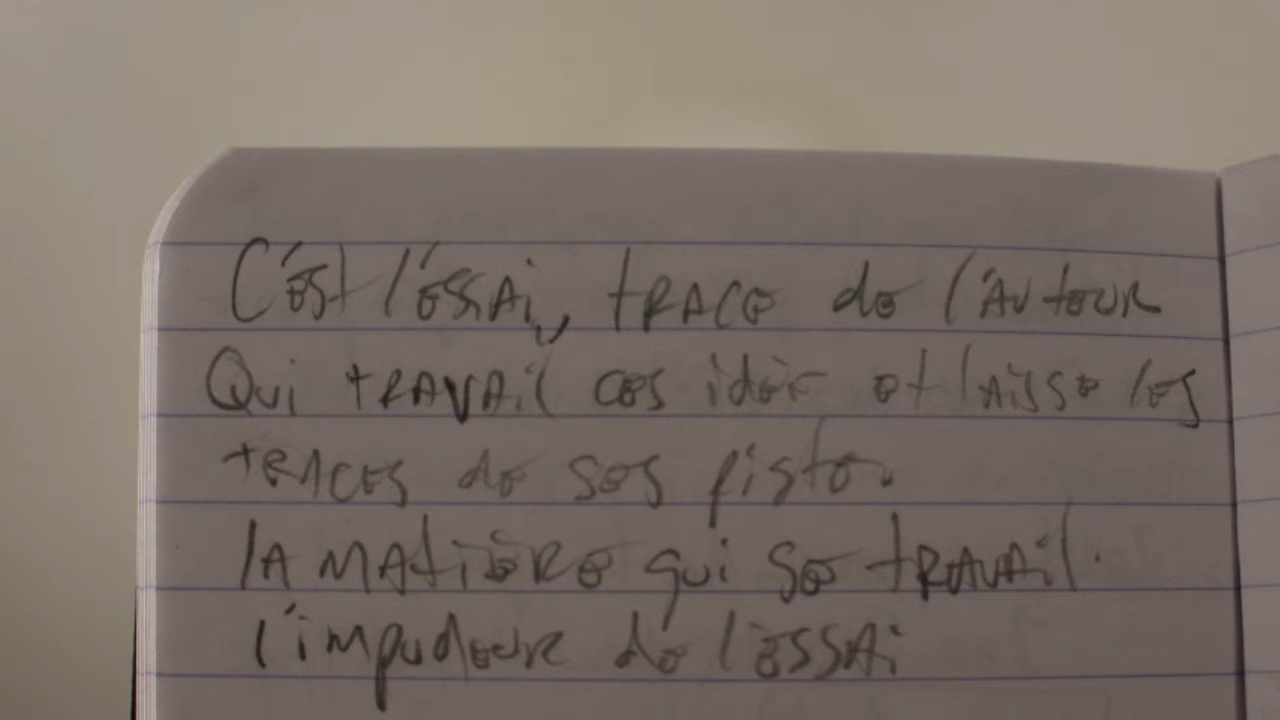 C'est l'essai, trace de l'auteur
Qui travail ces idée et laisse les
traces de ses piste.
la matière qui se travail.
l'impudeur de l'essai